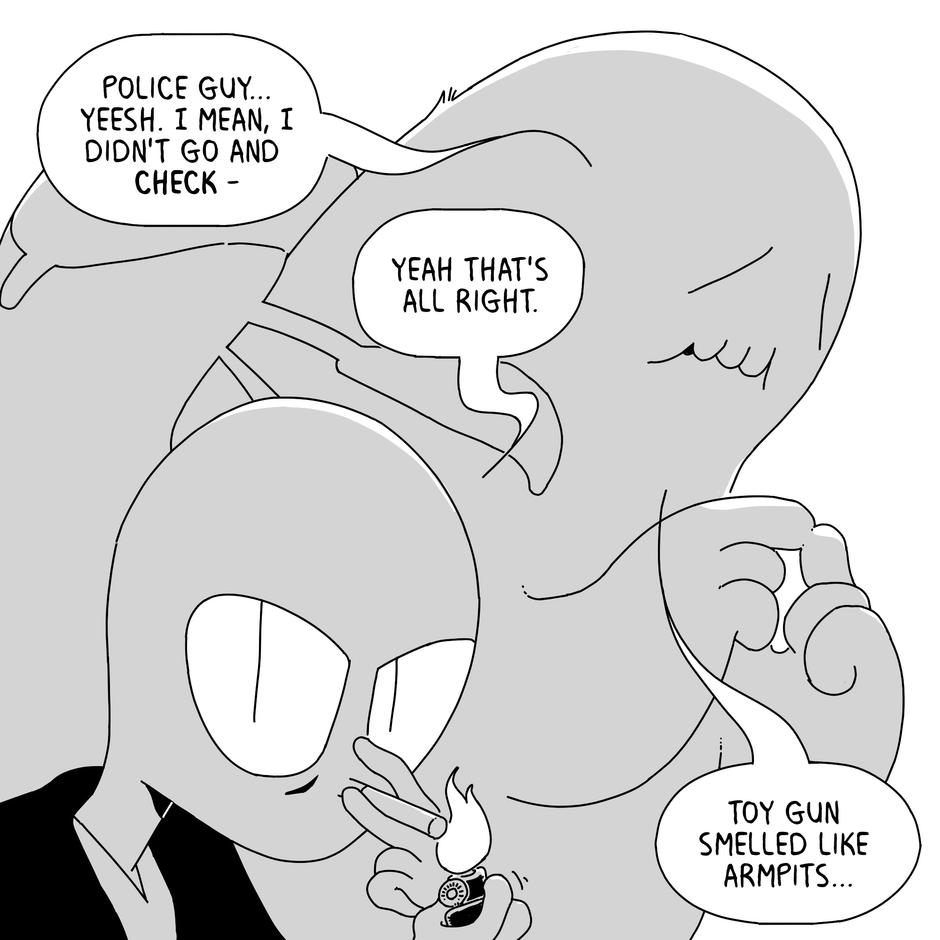 POLICE GUY...
YEESH. I MEAN, I
DIDN'T GO AND
CHECK -
YEAH THAT'S
ALL RIGHT.
TOY GUN
SMELLED LIKE
ARMPITS...